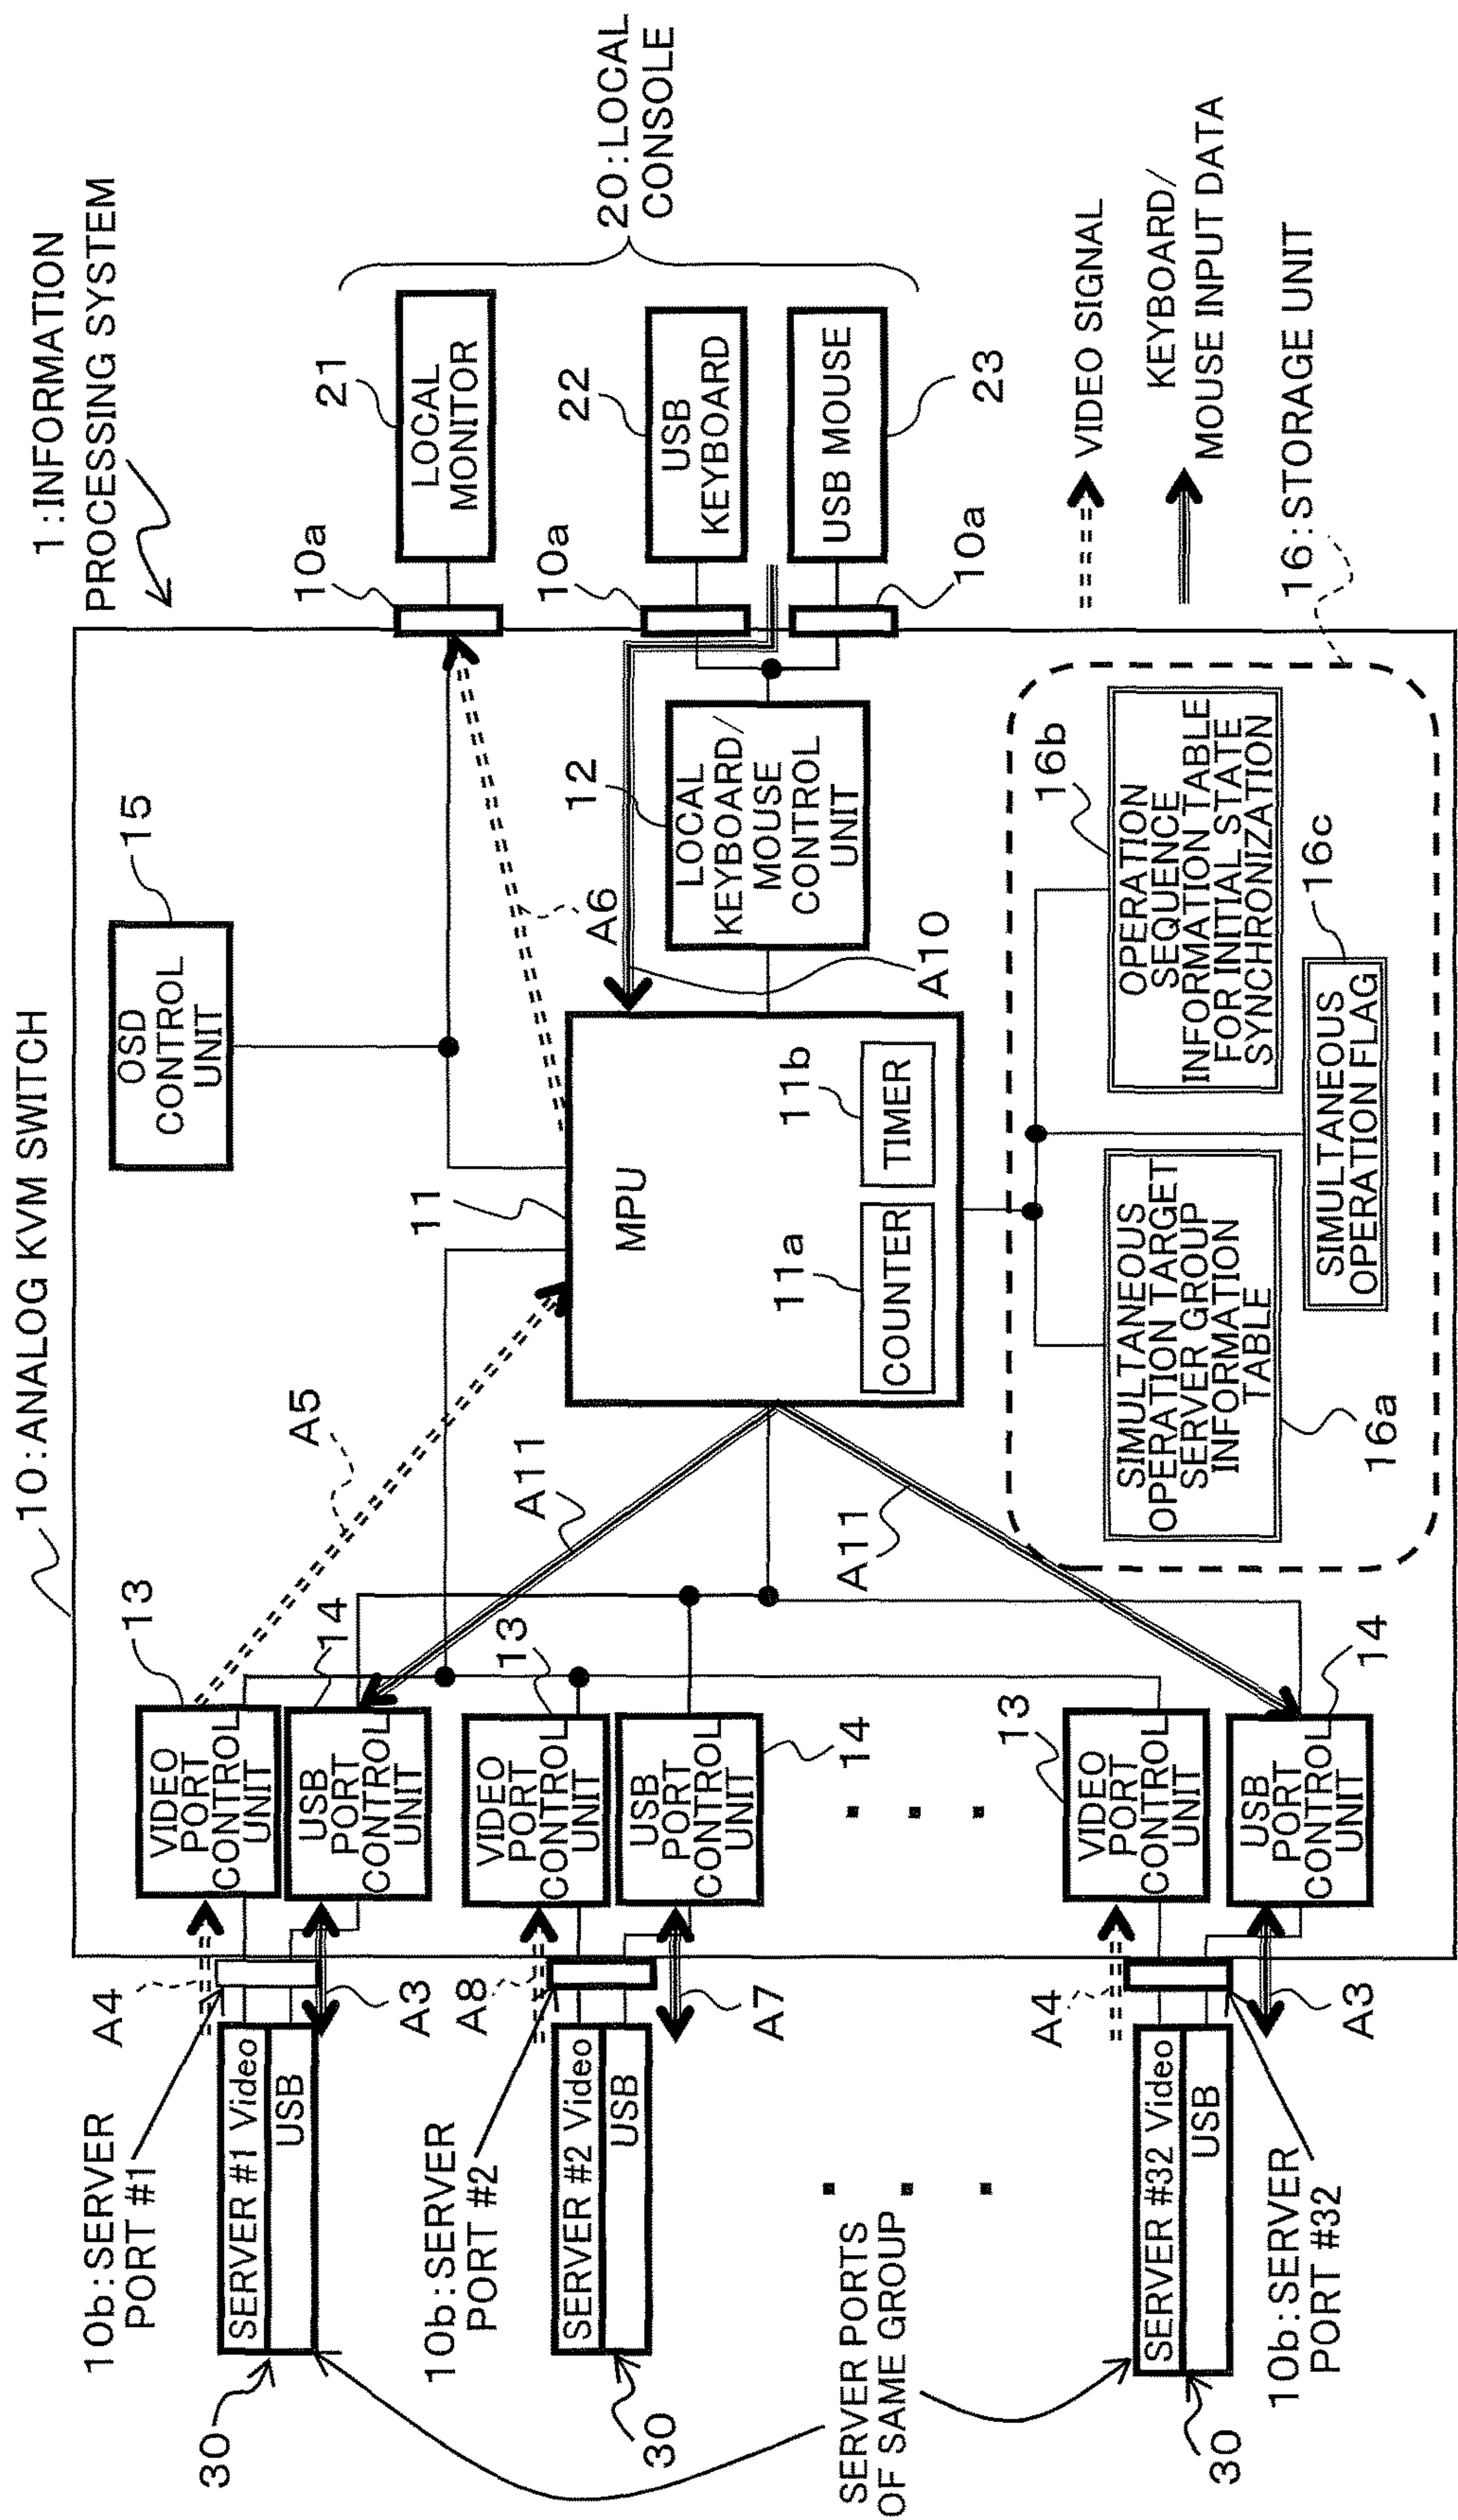 1:INFORMATION
PROCESSING SYSTEM
10:ANALOG KVM SWITCH
20:LOCAL
CONSOLE
21
LOCAL
MONITOR
22
USB
KEYBOARD
USB MOUSE
23
10a
10a
10a
VIDEO SIGNAL
KEYBOARD/
MOUSE INPUT DATA
16:STORAGE UNIT
15
OSD
CONTROL
UNIT
A6
12
LOCAL
KEYBOARD/
MOUSE
CONTROL
UNIT
A10
11
MPU
11a
COUNTER
11b
TIMER
16b
OPERATION
SEQUENCE
INFORMATION TABLE
FOR INITIAL STATE
SYNCHRONIZATION
16c
SIMULTANEOUS
OPERATION FLAG
SIMULTANEOUS
OPERATION TARGET
SERVER GROUP
INFORMATION
TABLE
16a
A5
A11
A11
13
VIDEO
PORT
CONTROL
UNIT
14
USB
PORT
CONTROL
UNIT
13
VIDEO
PORT
CONTROL
UNIT
14
USB
PORT
CONTROL
UNIT
13
VIDEO
PORT
CONTROL
UNIT
14
USB
PORT
CONTROL
UNIT
A4
A3
A8
A7
A4
A3
10b:SERVER
PORT #1
SERVER #1 Video
USB
30
10b:SERVER
PORT #2
SERVER #2 Video
USB
30
SERVER PORTS
OF SAME GROUP
SERVER #32 Video
USB
30
10b:SERVER
PORT #32